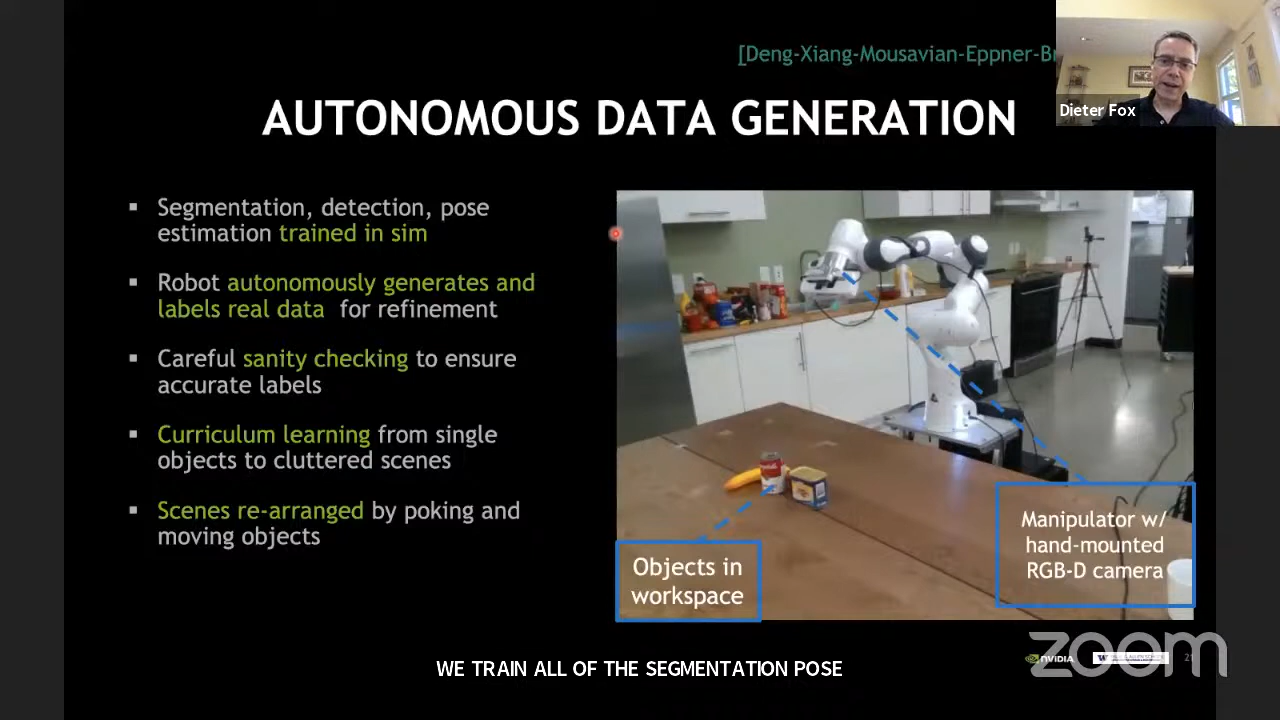 [Deng-Xiang-Mousavian-Eppner-Br
Dieter Fox
AUTONOMOUS DATA GENERATION
▪ Segmentation, detection, pose
estimation trained in sim
▪ Robot autonomously generates and
labels real data for refinement
▪ Careful sanity checking to ensure
accurate labels
▪ Curriculum learning from single
objects to cluttered scenes
▪ Scenes re-arranged by poking and
moving objects
Objects in
workspace
Manipulator w/
hand-mounted
RGB-D camera
WE TRAIN ALL OF THE SEGMENTATION POSE
NVIDIA
W
zoom